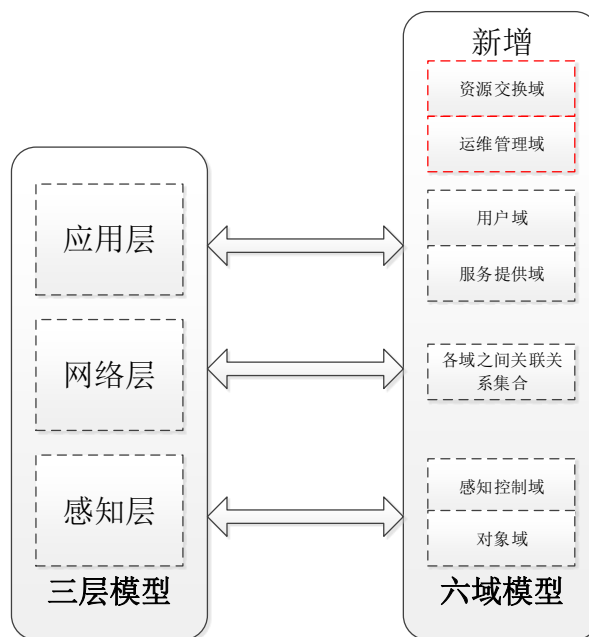 应用层
网络层
感知层
三层模型
新增
资源交换域
运维管理域
用户域
服务提供域
各域之间关联关
系集合
感知控制域
对象域
六域模型